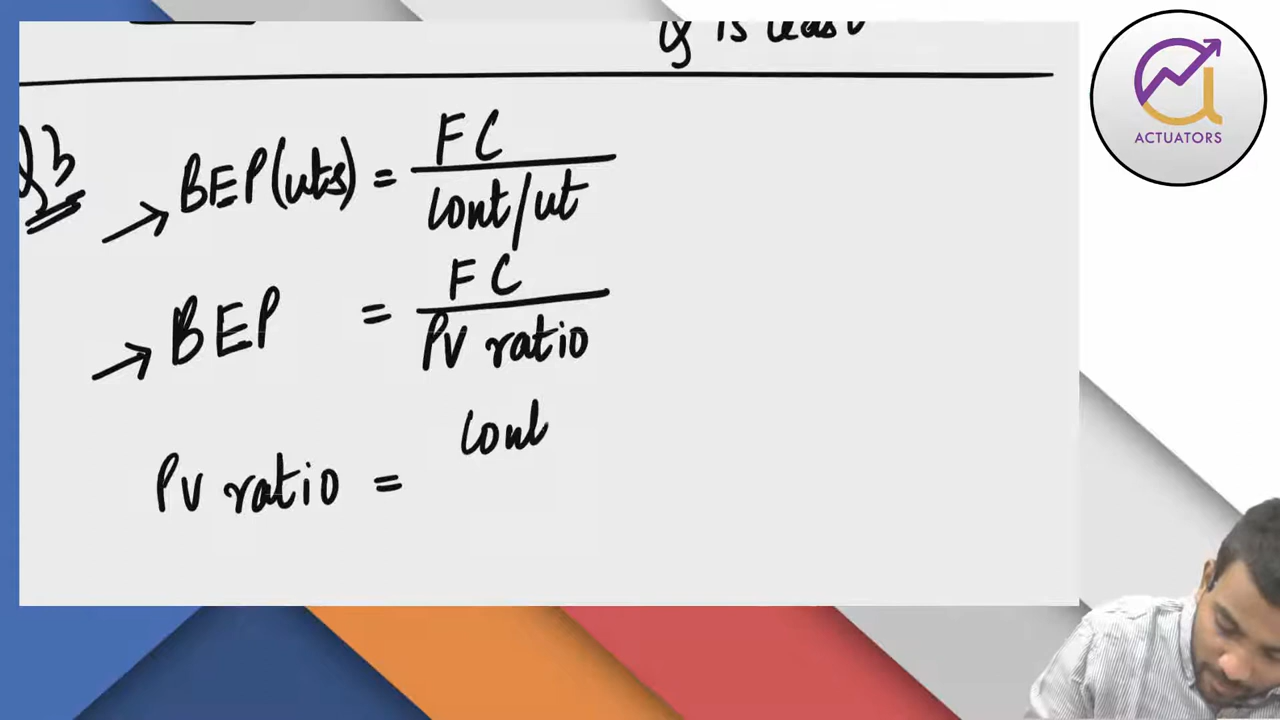 is least
ACTUATORS
Q3
→ BEP(uts) = FC / Cont/ut
→ BEP = FC / PV ratio
PV ratio = Cont